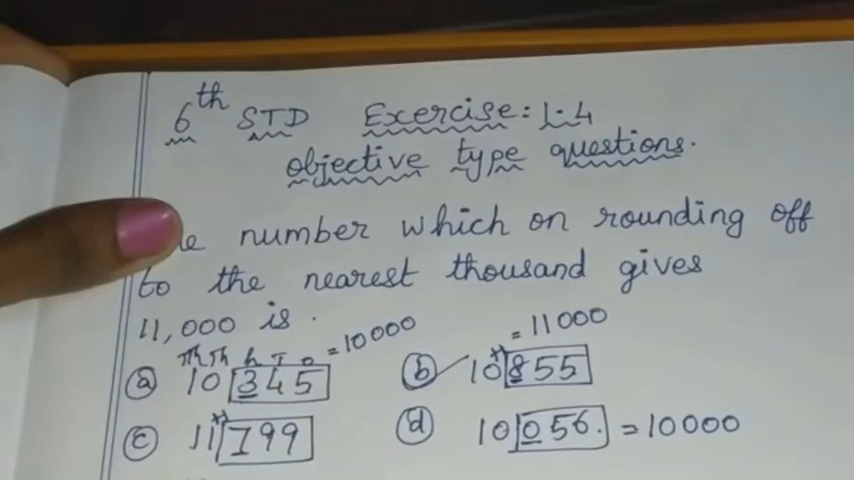 6th STD Exercise: 1.4
objective type questions.
number which on rounding off
to the nearest thousand gives
11,000 is.
TTh Th h T o = 10000 = 11000
(a) 10 345 (b) 10 855
(c) 11 799 (d) 10 056. = 10000